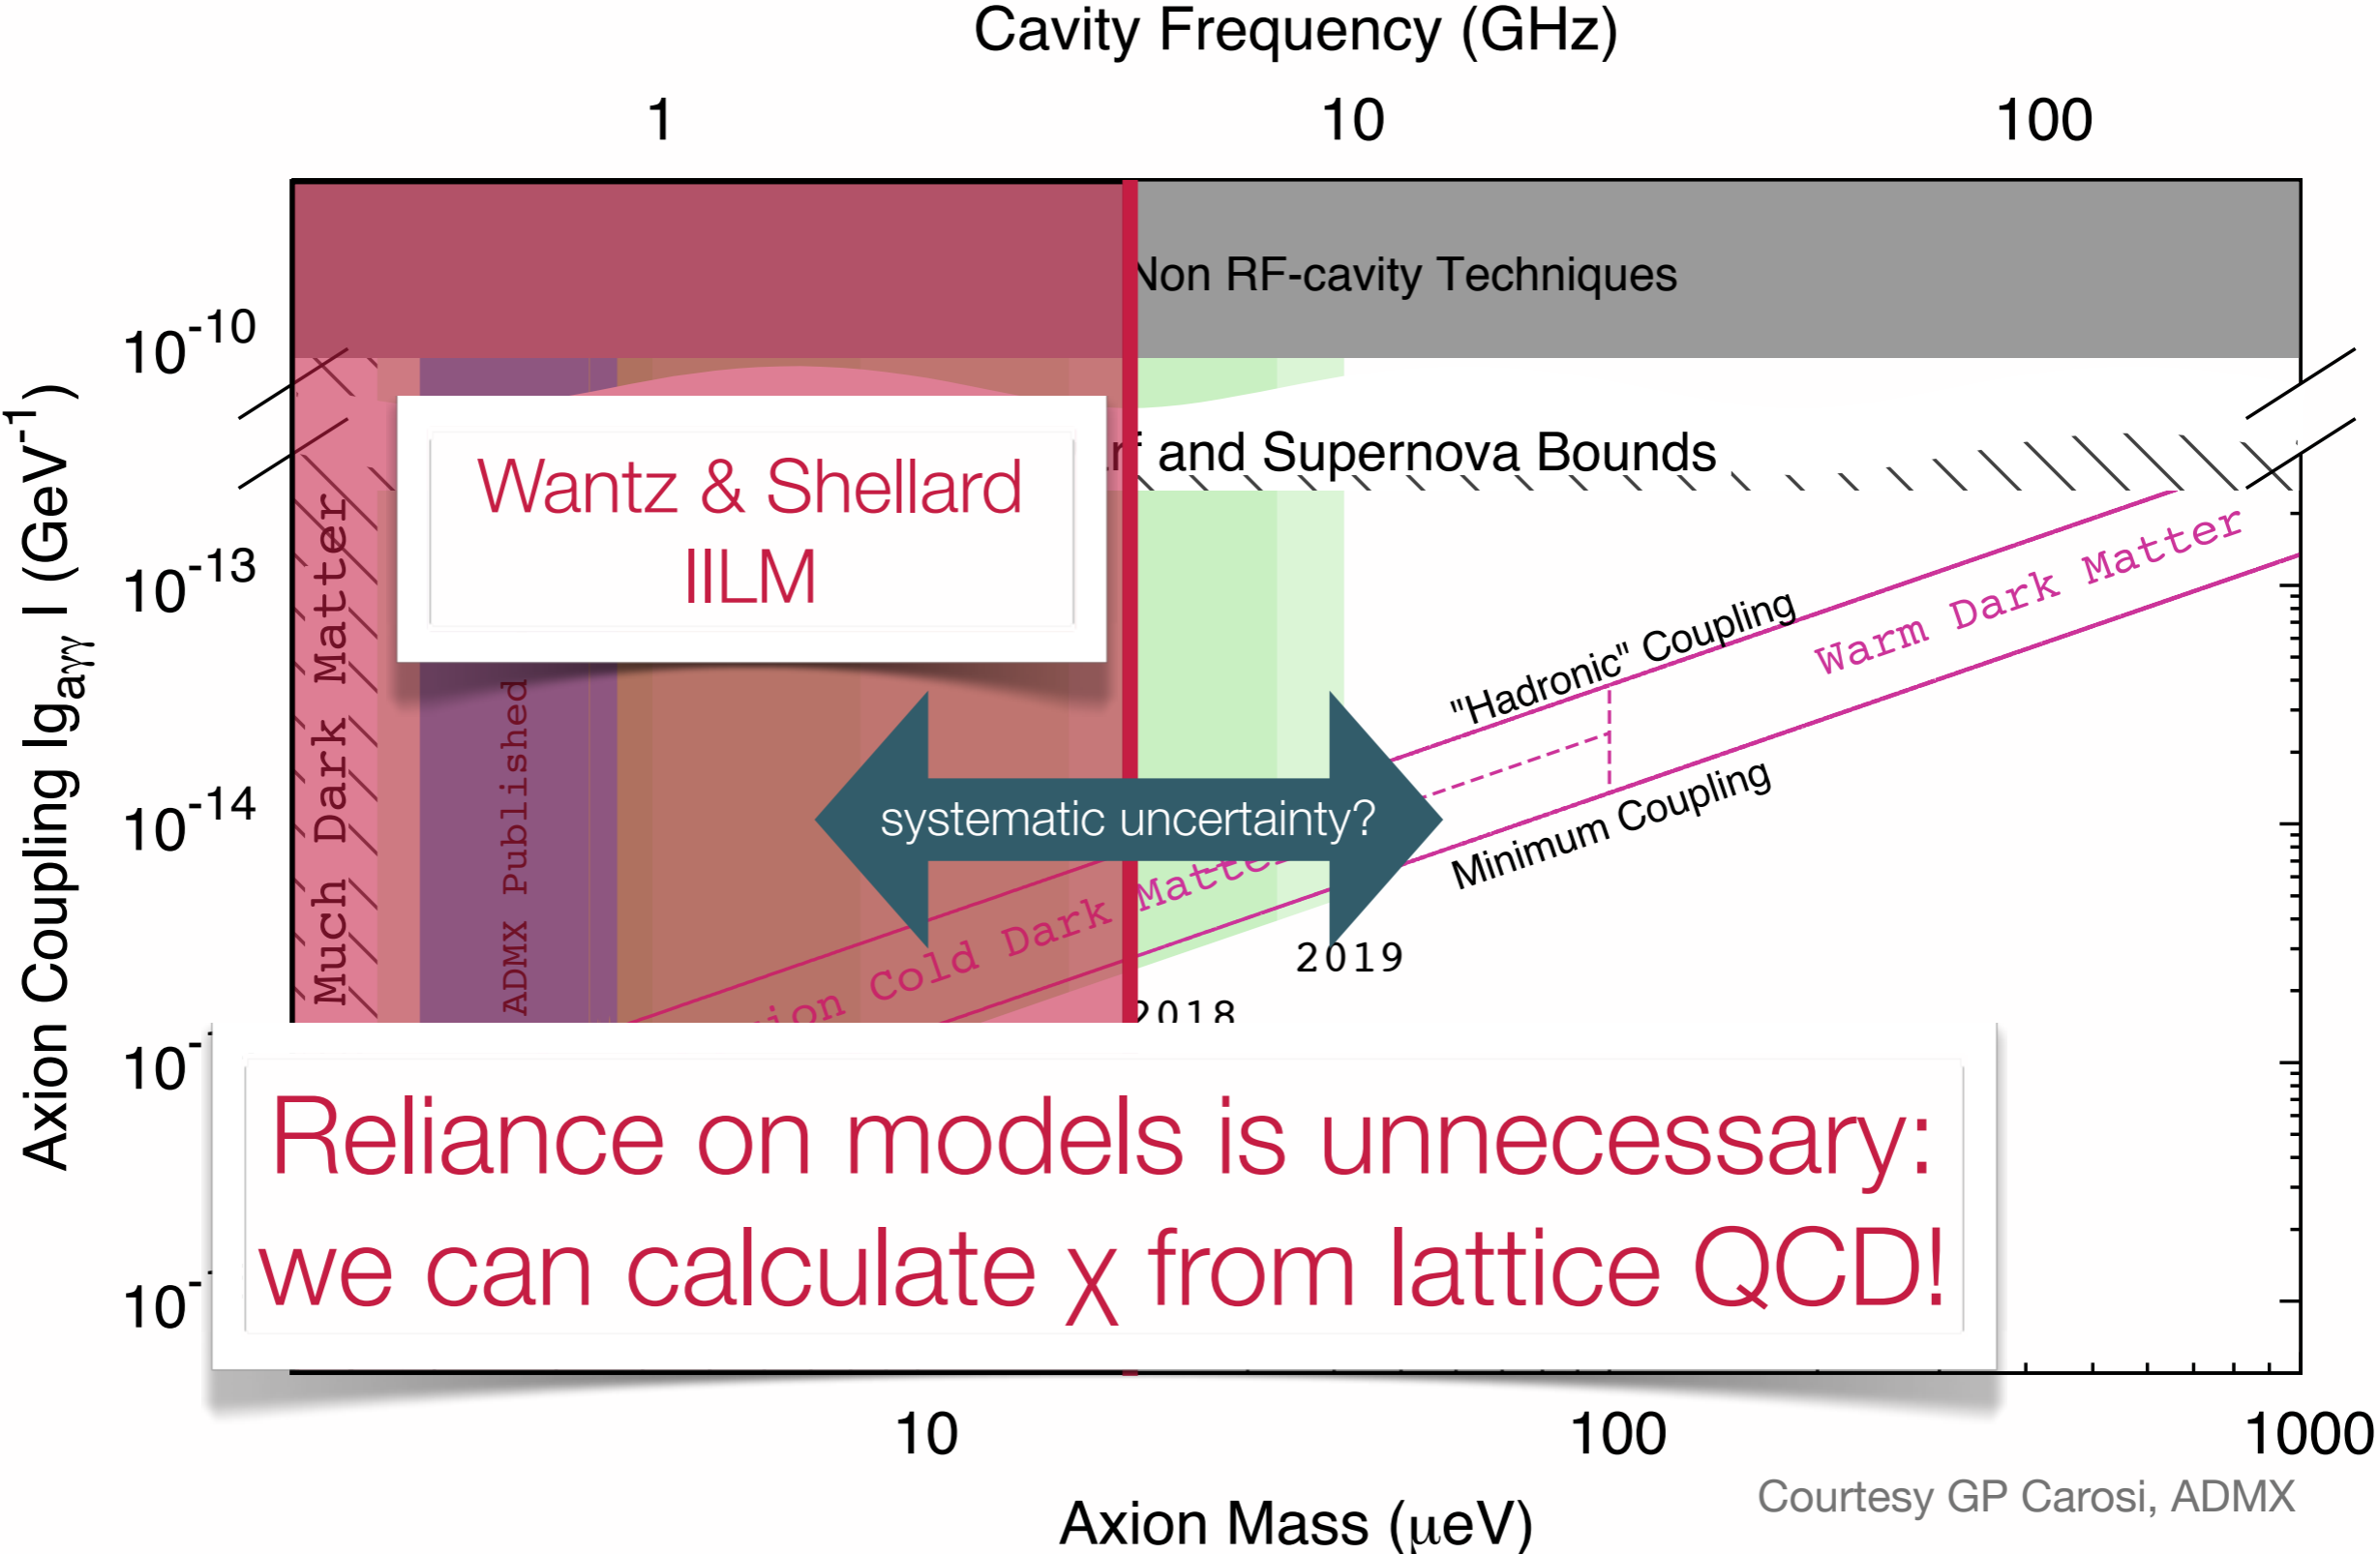 Cavity Frequency (GHz)
1 10 100
Non RF-cavity Techniques
10-10
and Supernova Bounds
Wantz & Shellard
IILM
10-13
10-14
10-
10-
Axion Coupling |gaγγ| (GeV-1)
Much Dark Matter
ADMX Published
"Hadronic" Coupling
Warm Dark Matter
systematic uncertainty?
Minimum Coupling
Cold Dark Matte
2019
2018
Reliance on models is unnecessary:
we can calculate χ from lattice QCD!
10 100 1000
Axion Mass (μeV)
Courtesy GP Carosi, ADMX